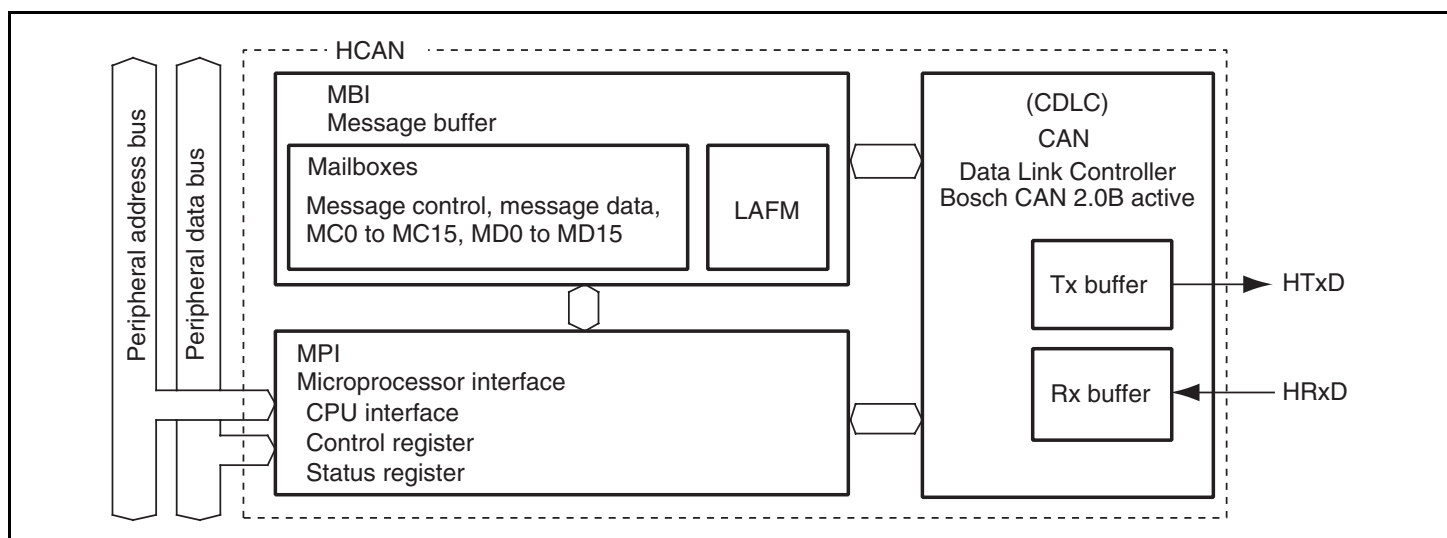 HCAN
Peripheral address bus
Peripheral data bus
MBI
Message buffer
Mailboxes
Message control, message data,
MC0 to MC15, MD0 to MD15
LAFM
MPI
Microprocessor interface
CPU interface
Control register
Status register
(CDLC)
CAN
Data Link Controller
Bosch CAN 2.0B active
Tx buffer
HTxD
Rx buffer
HRxD